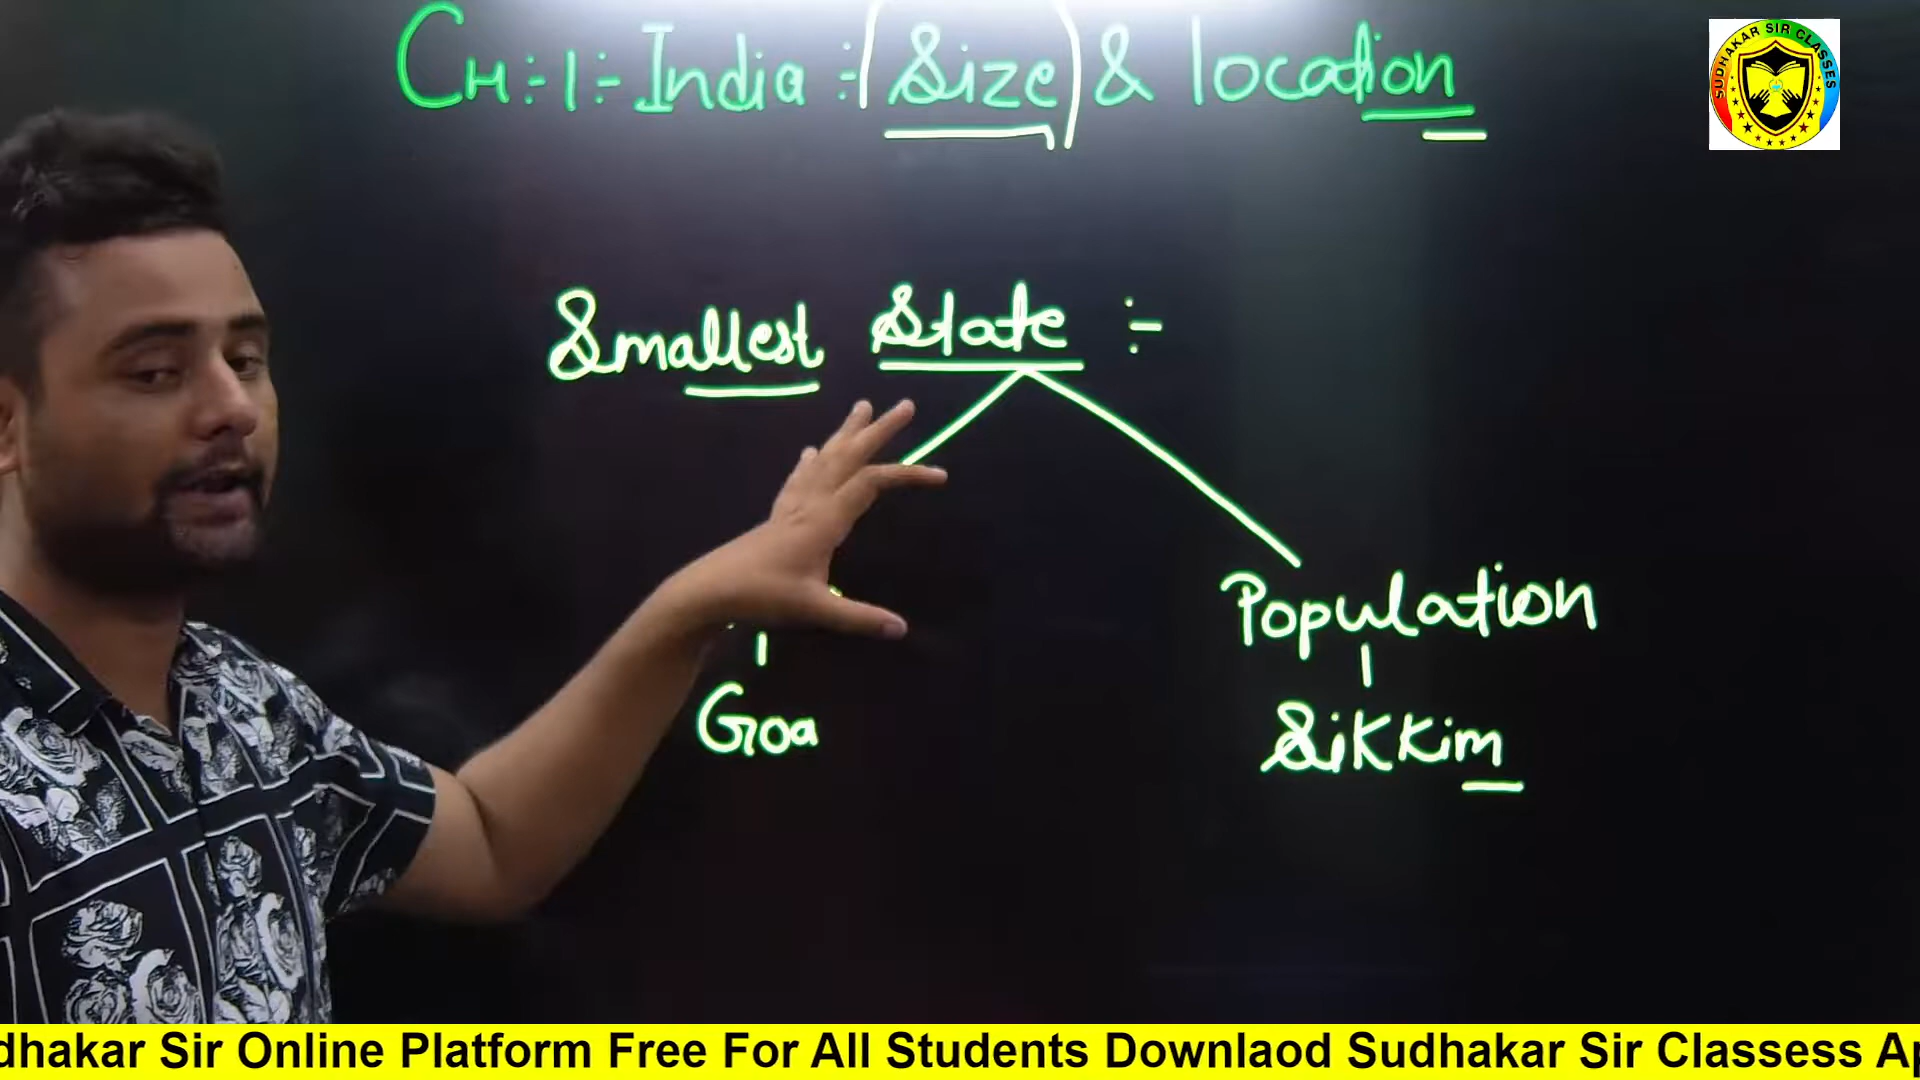 CH:-1:- India :- (Size) & location
SUDHAKAR SIR CLASSES
Smallest State :-
Population
Goa
Sikkim
dhakar Sir Online Platform Free For All Students Downlaod Sudhakar Sir Classess Ap